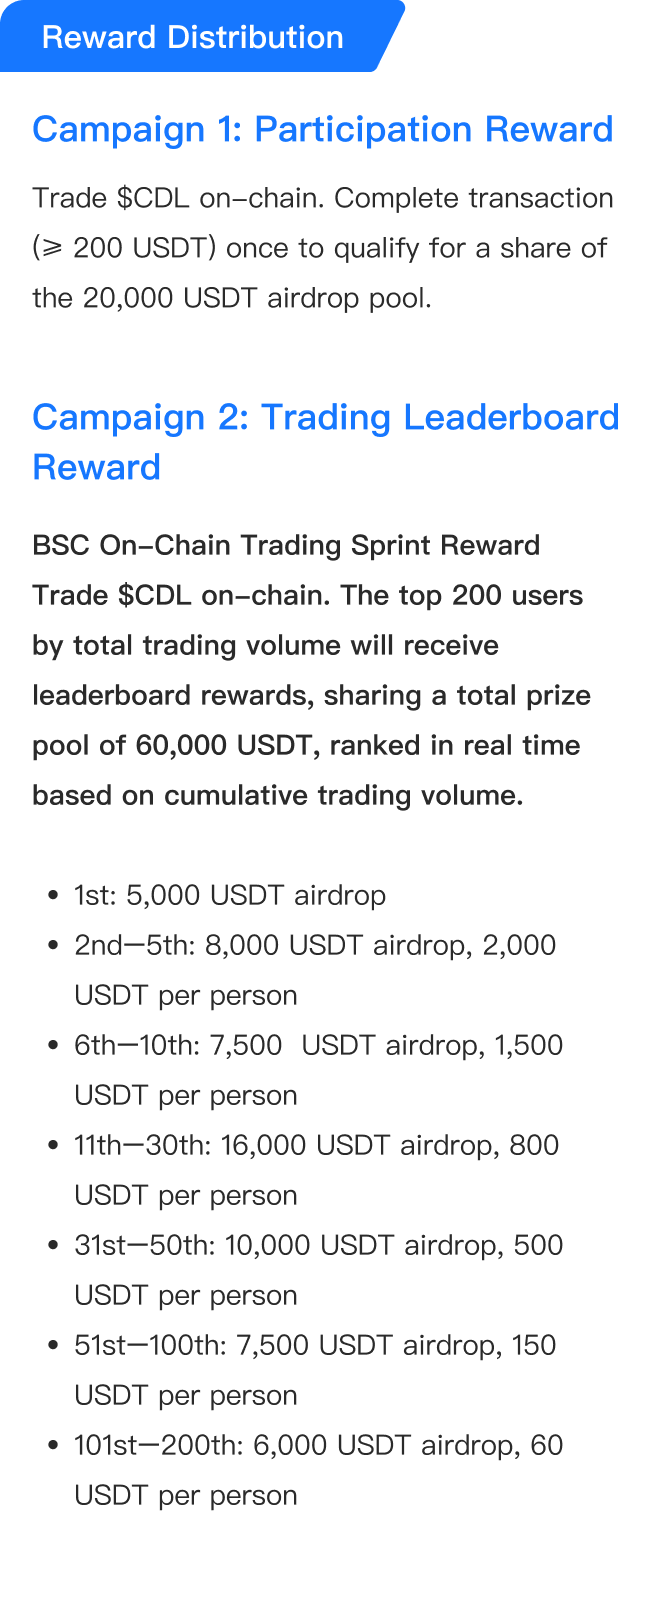 Reward Distribution
Campaign 1: Participation Reward
Trade $CDL on-chain. Complete transaction
(≥ 200 USDT) once to qualify for a share of
the 20,000 USDT airdrop pool.
Campaign 2: Trading Leaderboard
Reward
BSC On-Chain Trading Sprint Reward
Trade $CDL on-chain. The top 200 users
by total trading volume will receive
leaderboard rewards, sharing a total prize
pool of 60,000 USDT, ranked in real time
based on cumulative trading volume.
• 1st: 5,000 USDT airdrop
• 2nd—5th: 8,000 USDT airdrop, 2,000
USDT per person
• 6th—10th: 7,500  USDT airdrop, 1,500
USDT per person
• 11th—30th: 16,000 USDT airdrop, 800
USDT per person
• 31st—50th: 10,000 USDT airdrop, 500
USDT per person
• 51st—100th: 7,500 USDT airdrop, 150
USDT per person
• 101st—200th: 6,000 USDT airdrop, 60
USDT per person